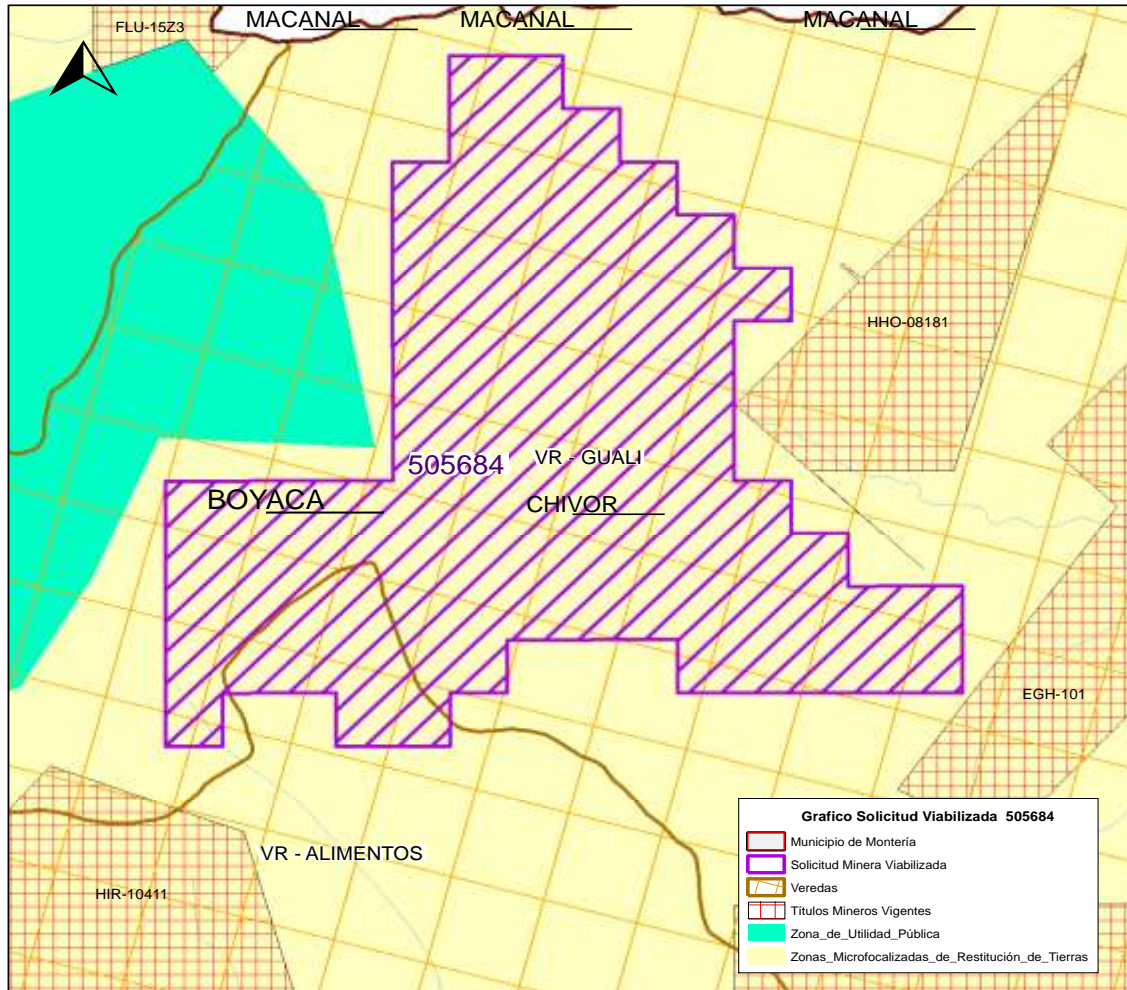 MACANAL
MACANAL
MACANAL
FLU-15Z3
HHO-08181
505684
VR - GUALI
BOYACA
CHIVOR
EGH-101
VR - ALIMENTOS
HIR-10411
Grafico Solicitud Viabilizada 505684
Municipio de Montería
Solicitud Minera Viabilizada
Veredas
Títulos Mineros Vigentes
Zona_de_Utilidad_Pública
Zonas_Microfocalizadas_de_Restitución_de_Tierras